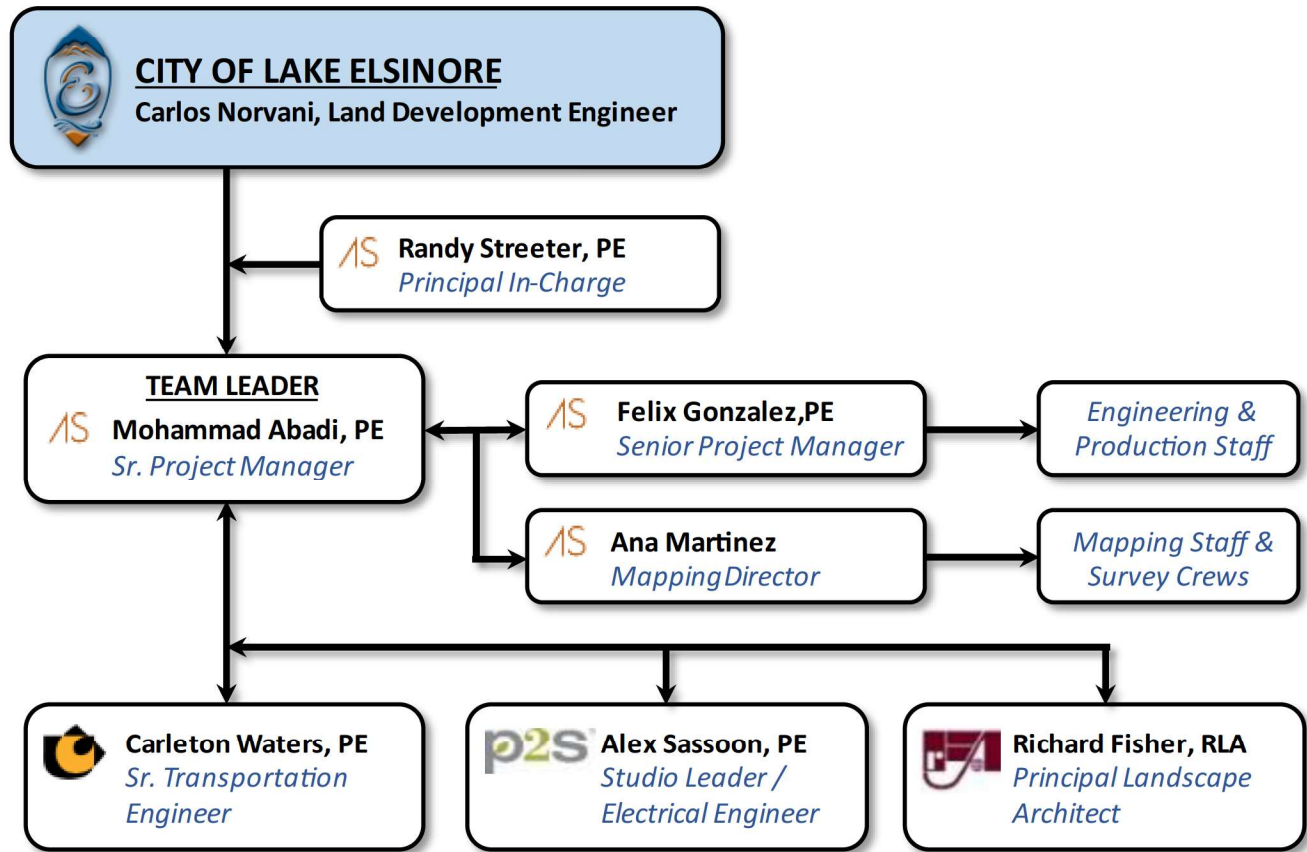 CITY OF LAKE ELSINORE
Carlos Norvani, Land Development Engineer
AS
Randy Streeter, PE
Principal In-Charge
TEAM LEADER
AS
Mohammad Abadi, PE
Sr. Project Manager
AS
Felix Gonzalez,PE
Senior Project Manager
Engineering &
Production Staff
AS
Ana Martinez
MappingDirector
Mapping Staff &
Survey Crews
Carleton Waters, PE
Sr. Transportation
Engineer
p2s
Alex Sassoon, PE
Studio Leader /
Electrical Engineer
Richard Fisher, RLA
Principal Landscape
Architect